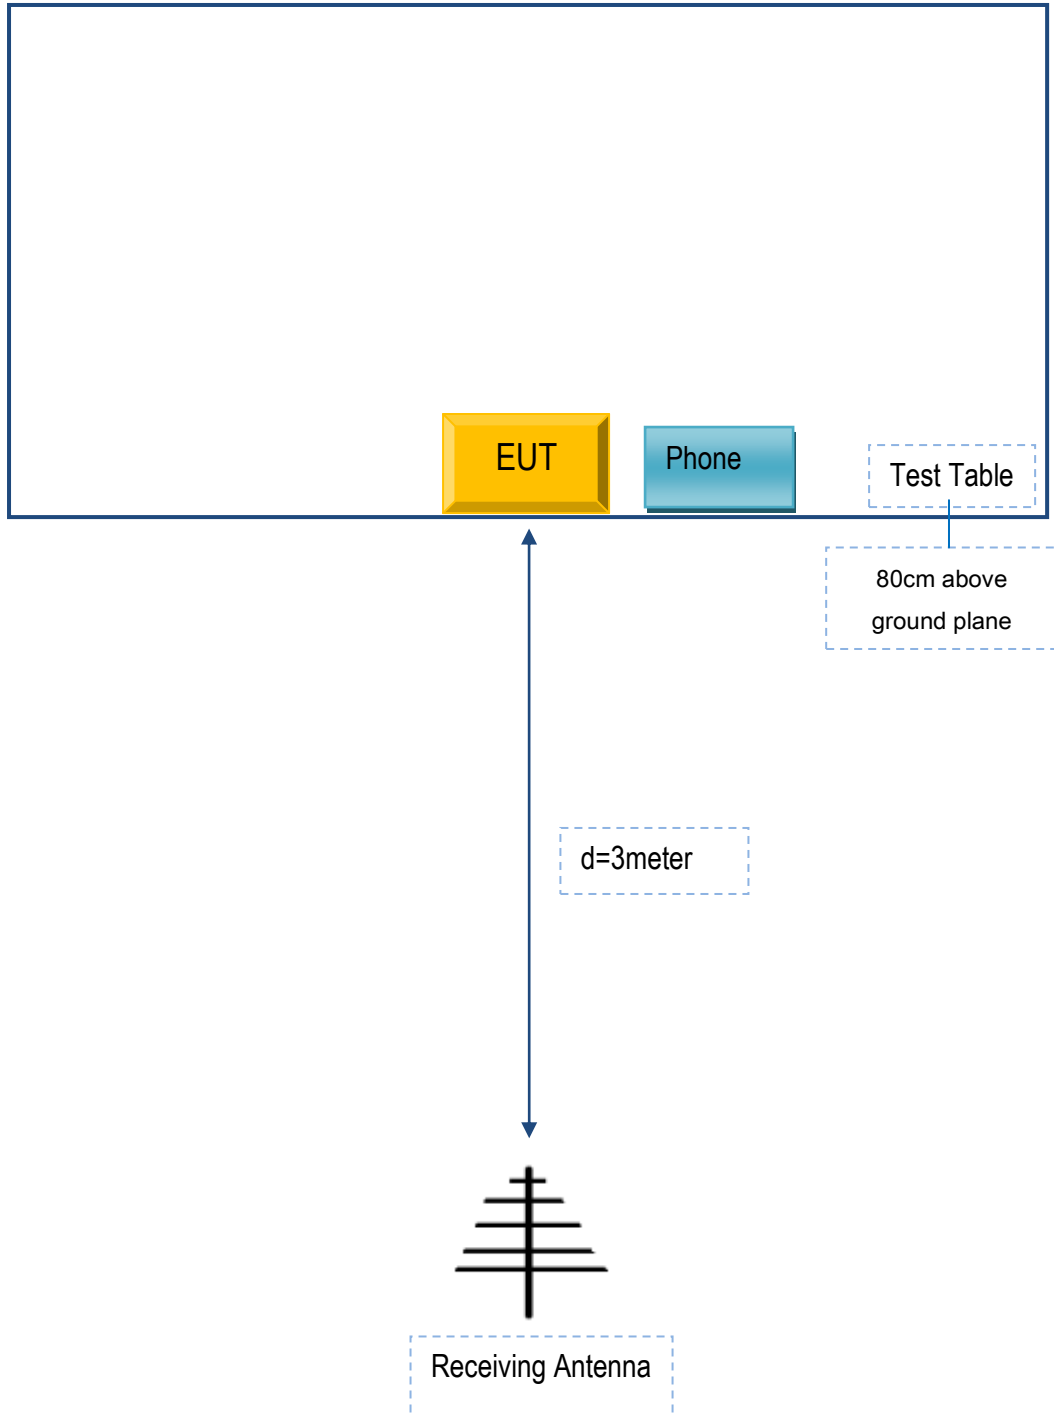 EUT
Phone
Test Table
80cm above
ground plane
d=3meter
Receiving Antenna